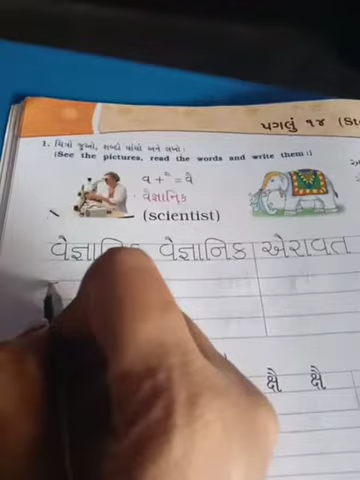 પગલું ૧૪
1. ચિત્રો જુઓ, શબ્દો વાંચો અને લખો :
(See the pictures, read the words and write them :)
વ + ૈ = વૈ
વૈજ્ઞાનિક
(scientist)
વૈજ્ઞાનિક વૈજ્ઞાનિક ઐરાવત
ક્ષૈ ક્ષૈ